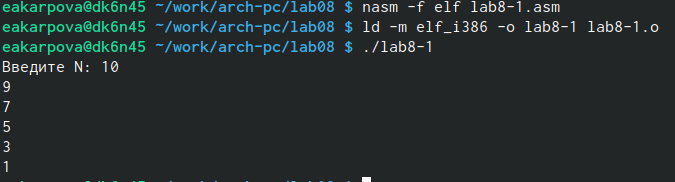 eakarpova@dk6n45 ~/work/arch-pc/lab08 $ nasm -f elf lab8-1.asm
eakarpova@dk6n45 ~/work/arch-pc/lab08 $ ld -m elf_i386 -o lab8-1 lab8-1.o
eakarpova@dk6n45 ~/work/arch-pc/lab08 $ ./lab8-1
Введите N: 10
9
7
5
3
1